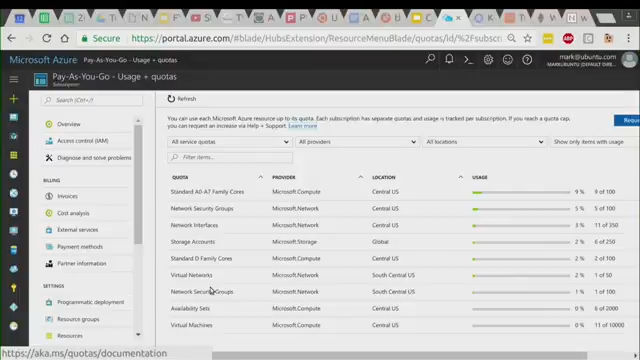 Secure https://portal.azure.com/#blade/HubsExtension/ResourceMenuBlade/quotas/id/%2Fsubscri
Microsoft Azure Pay-As-You-Go - Usage + quotas
mark@ubuntu.com
MARKUBUNTU (DEFAULT DIRE...
Pay-As-You-Go - Usage + quotas
Subscription
Search (Ctrl+/)
Overview
Access control (IAM)
Diagnose and solve problems
BILLING
Invoices
Cost analysis
External services
Payment methods
Partner information
SETTINGS
Programmatic deployment
Resource groups
Resources
Refresh
You can use each Microsoft Azure resource up to its quota. Each subscription has separate quotas and usage is tracked per subscription. If you reach a quota cap,
you can request an increase via Help + Support. Learn more
Reque
All service quotas All providers All locations Show only items with usage
Filter items...
QUOTA PROVIDER LOCATION USAGE
Standard A0-A7 Family Cores Microsoft.Compute Central US 9 % 9 of 100
Network Security Groups Microsoft.Network Central US 5 % 5 of 100
Network Interfaces Microsoft.Network Central US 3 % 11 of 350
Storage Accounts Microsoft.Storage Global 2 % 6 of 250
Standard D Family Cores Microsoft.Compute Central US 2 % 2 of 100
Virtual Networks Microsoft.Network South Central US 2 % 1 of 50
Network Security Groups Microsoft.Network South Central US 1 % 1 of 100
Availability Sets Microsoft.Compute Central US 0 % 6 of 2000
Virtual Machines Microsoft.Compute Central US 0 % 11 of 10000
https://aka.ms/quotas/documentation